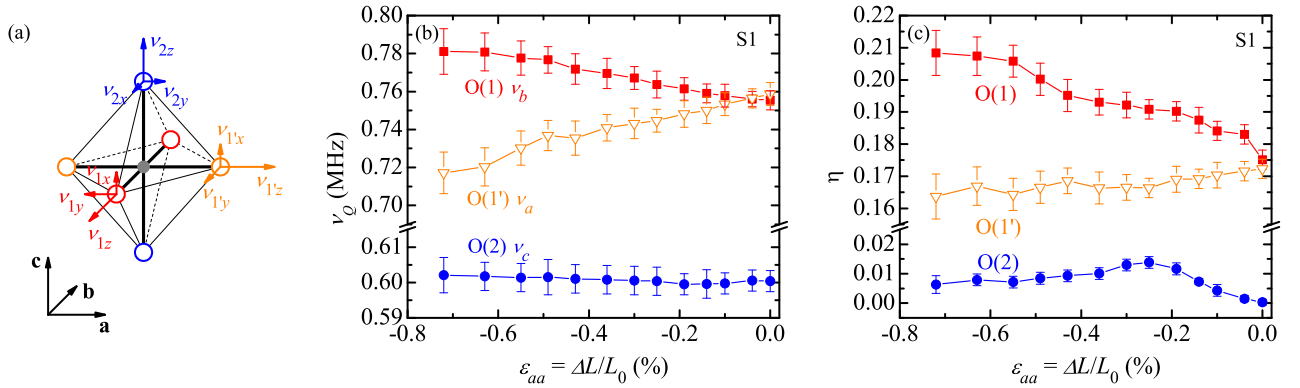 (a)
ν2z
ν2x
ν2y
ν1'x
ν1'z
ν1'y
ν1x
ν1y
ν1z
c
b
a
(b)
S1
νQ (MHz)
0.80
0.78
0.76
0.74
0.72
0.70
0.61
0.60
0.59
O(1) νb
O(1') νa
O(2) νc
-0.8
-0.6
-0.4
-0.2
0.0
εaa = ΔL/L0 (%)
(c)
S1
η
0.22
0.21
0.20
0.19
0.18
0.17
0.16
0.02
0.01
0.00
O(1)
O(1')
O(2)
-0.8
-0.6
-0.4
-0.2
0.0
εaa = ΔL/L0 (%)